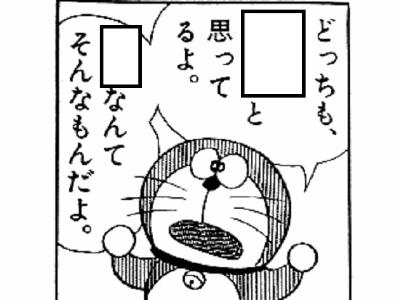 どっちも、
と
思って
るよ。
なんて
そんなもんだよ。